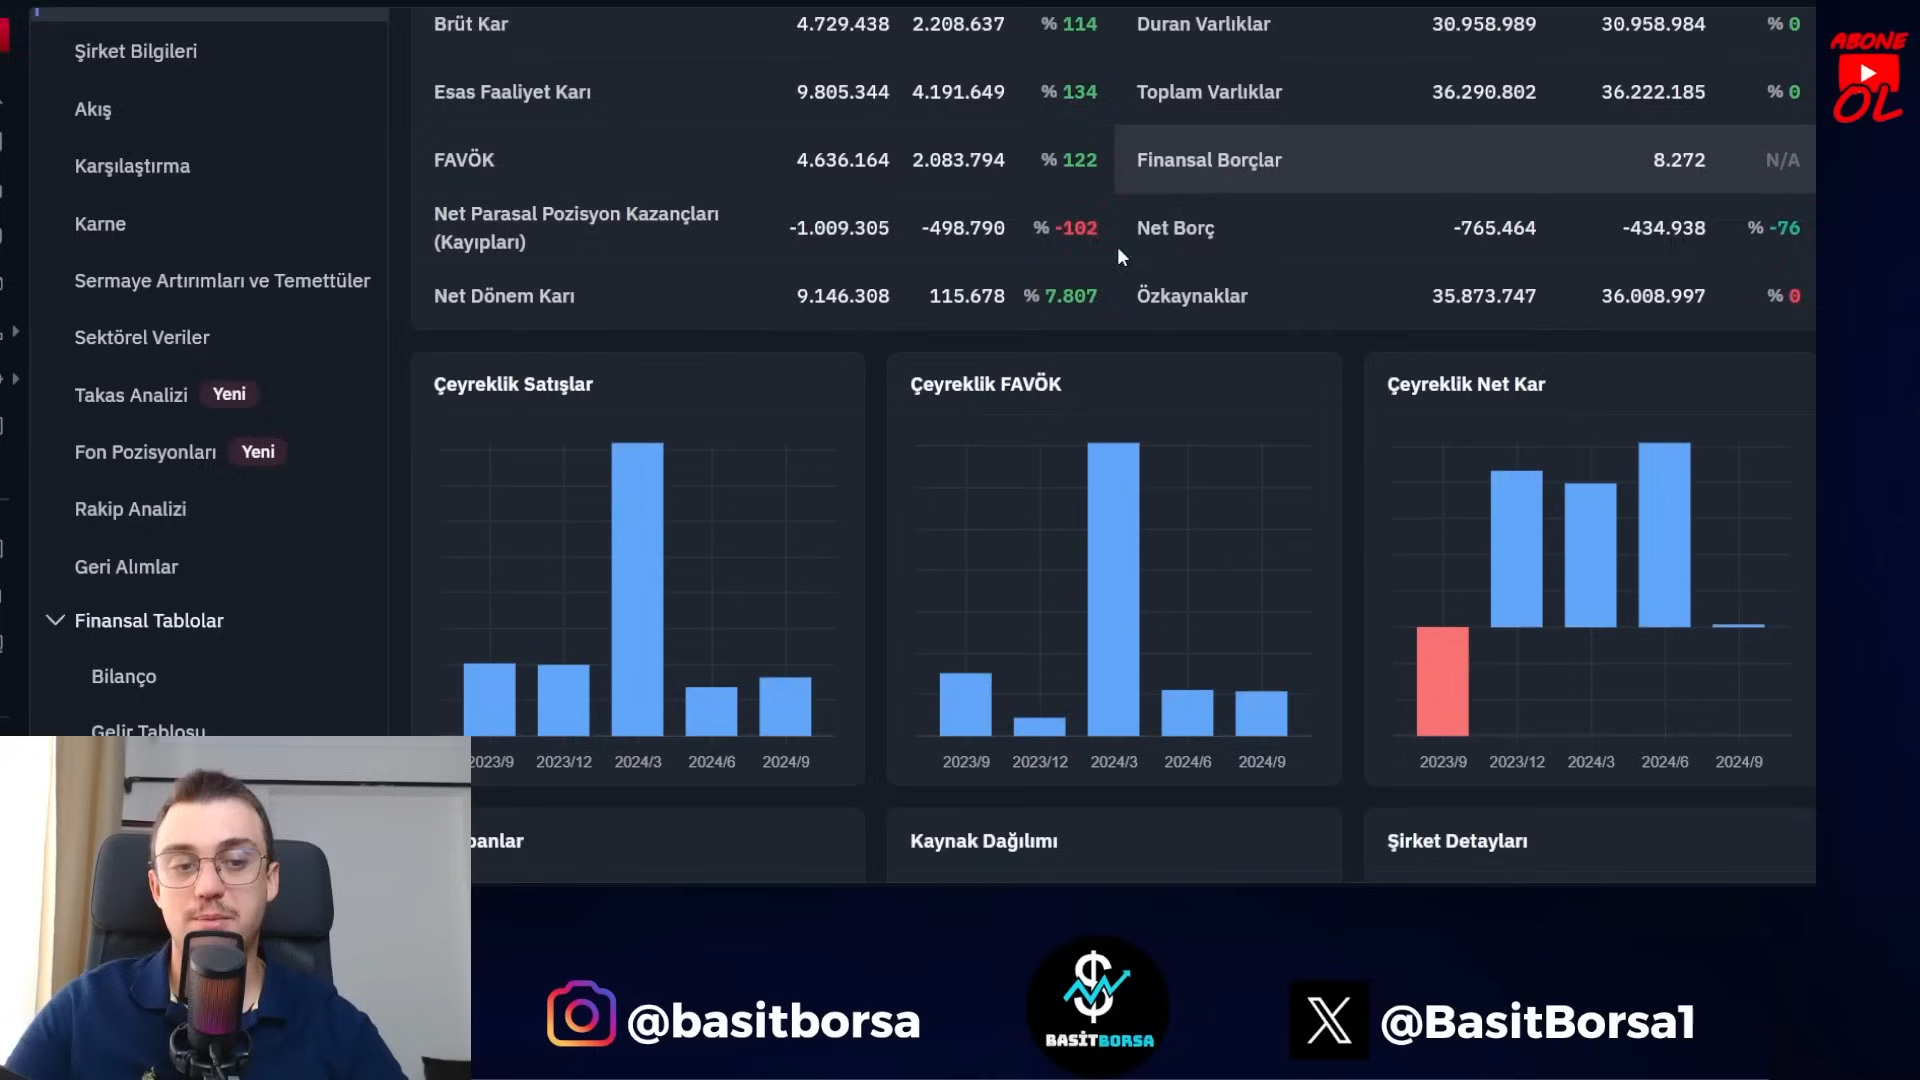 Şirket Bilgileri
Akış
Karşılaştırma
Karne
Sermaye Artırımları ve Temettüler
Sektörel Veriler
Takas Analizi Yeni
Fon Pozisyonları Yeni
Rakip Analizi
Geri Alımlar
Finansal Tablolar
Bilanço
Gelir Tablosu
Brüt Kar 4.729.438 2.208.637 % 114
Esas Faaliyet Karı 9.805.344 4.191.649 % 134
FAVÖK 4.636.164 2.083.794 % 122
Net Parasal Pozisyon Kazançları
(Kayıpları) -1.009.305 -498.790 % -102
Net Dönem Karı 9.146.308 115.678 % 7.807
Duran Varlıklar 30.958.989 30.958.984 % 0
Toplam Varlıklar 36.290.802 36.222.185 % 0
Finansal Borçlar 8.272 N/A
Net Borç -765.464 -434.938 % -76
Özkaynaklar 35.873.747 36.008.997 % 0
Çeyreklik Satışlar
2023/9 2023/12 2024/3 2024/6 2024/9
Çeyreklik FAVÖK
2023/9 2023/12 2024/3 2024/6 2024/9
Çeyreklik Net Kar
2023/9 2023/12 2024/3 2024/6 2024/9
Kaynak Dağılımı
Şirket Detayları
ABONE
OL
@basitborsa
BASİTBORSA
@BasitBorsa1